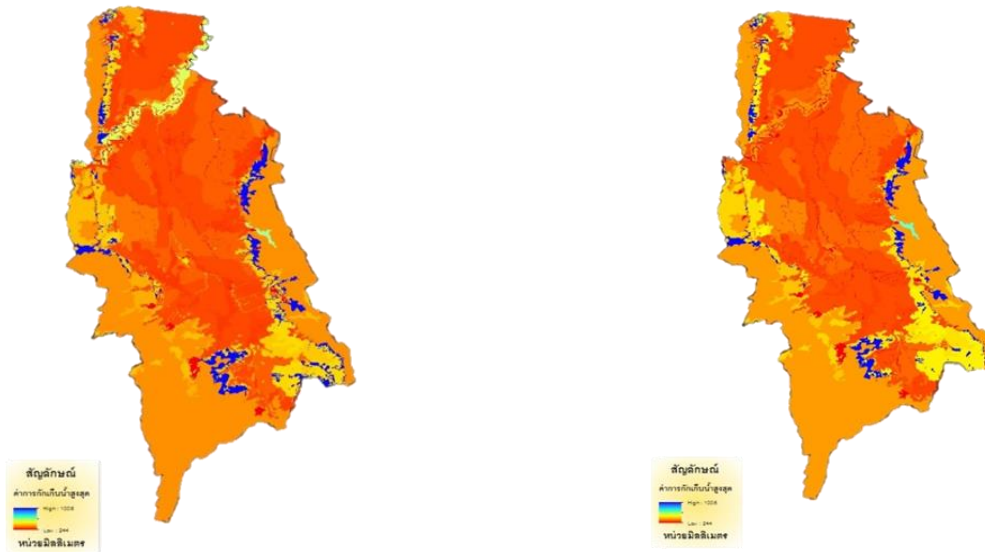 สัญลักษณ์
ค่าการกักเก็บน้ำสูงสุด
High : 1008
Low : 244
หน่วยมิลลิเมตร
สัญลักษณ์
ค่าการกักเก็บน้ำสูงสุด
High : 1008
Low : 244
หน่วยมิลลิเมตร